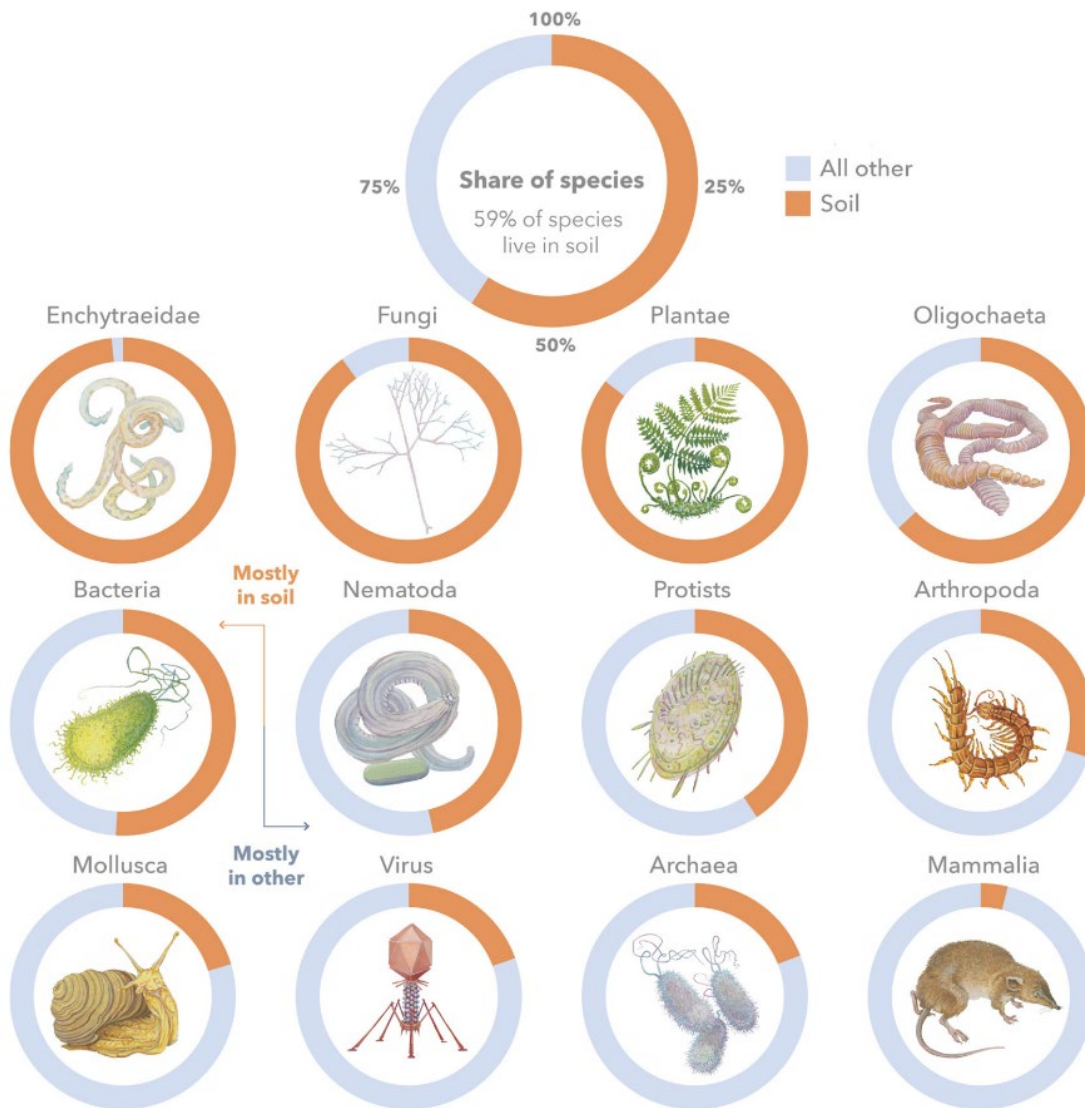 100%
75%
Share of species
25%
59% of species
live in soil
50%
All other
Soil
Enchytraeidae
Fungi
Plantae
Oligochaeta
Bacteria
Mostly
in soil
Nematoda
Protists
Arthropoda
Mollusca
Mostly
in other
Virus
Archaea
Mammalia